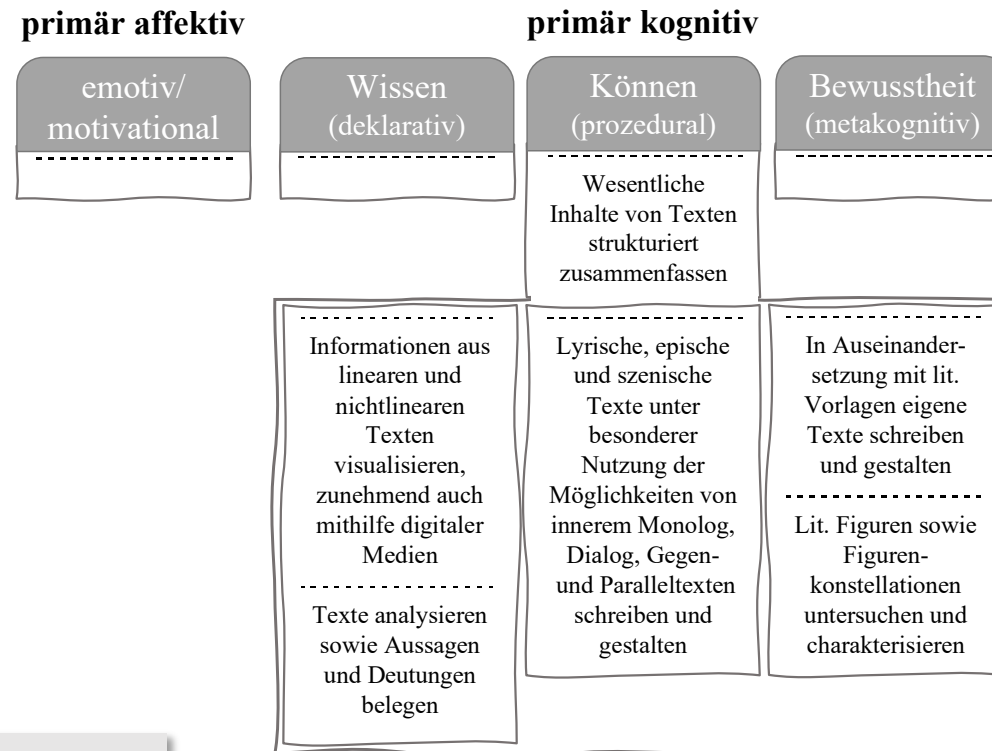 primär affektiv
primär kognitiv
emotiv/
motivational
Wissen
(deklarativ)
Können
(prozedural)
Bewusstheit
(metakognitiv)
Wesentliche
Inhalte von Texten
strukturiert
zusammenfassen
Informationen aus
linearen und
nichtlinearen
Texten
visualisieren,
zunehmend auch
mithilfe digitaler
Medien
Texte analysieren
sowie Aussagen
und Deutungen
belegen
Lyrische, epische
und szenische
Texte unter
besonderer
Nutzung der
Möglichkeiten von
innerem Monolog,
Dialog, Gegen-
und Paralleltexten
schreiben und
gestalten
In Auseinander-
setzung mit lit.
Vorlagen eigene
Texte schreiben
und gestalten
Lit. Figuren sowie
Figuren-
konstellationen
untersuchen und
charakterisieren